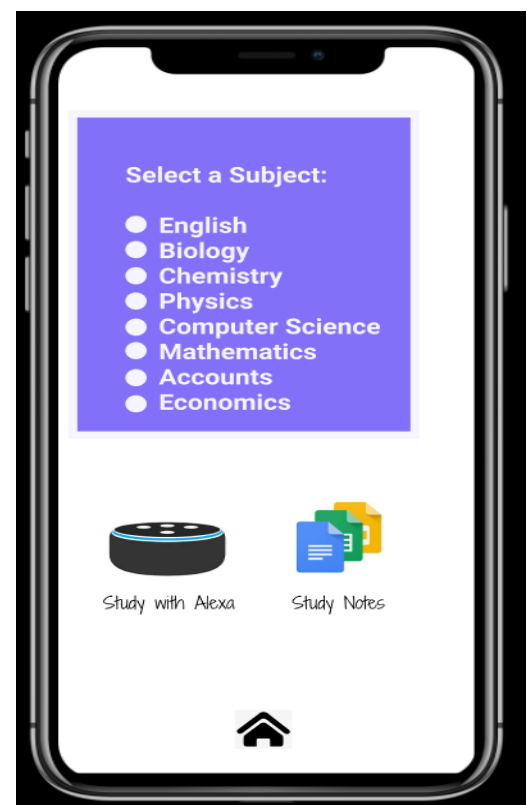 Select a Subject:
English
Biology
Chemistry
Physics
Computer Science
Mathematics
Accounts
Economics
Study with Alexa
Study Notes